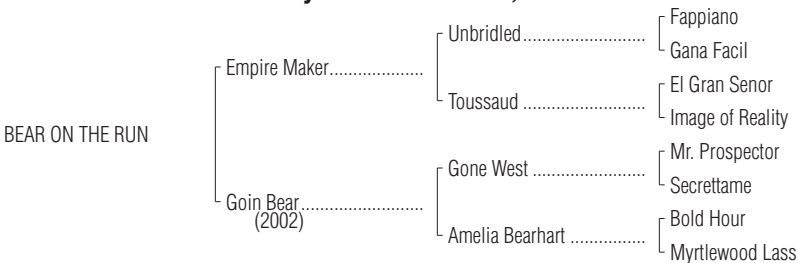 Fappiano
Unbridled.........................
Gana Facil
Empire Maker....................
El Gran Senor
Toussaud .........................
Image of Reality
BEAR ON THE RUN
Mr. Prospector
Gone West .......................
Secrettame
Goin Bear..........................
(2002)
Bold Hour
Amelia Bearhart ................
Myrtlewood Lass